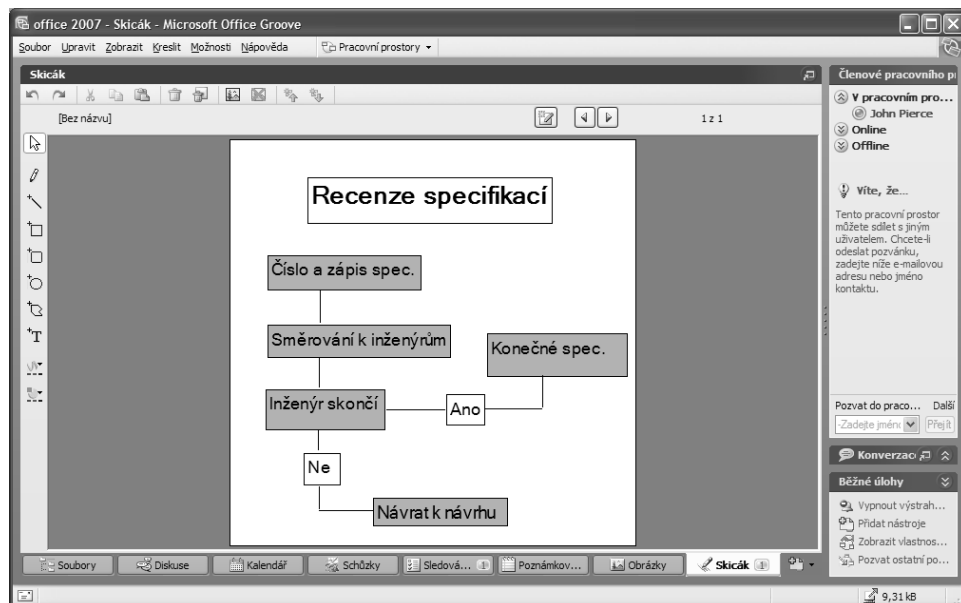 office 2007 - Skicák - Microsoft Office Groove
Soubor Upravit Zobrazit Kreslit Možnosti Nápověda Pracovní prostory
Skicák
[Bez názvu]
1 z 1
T
Recenze specifikací
Číslo a zápis spec.
Směrování k inženýrům
Konečné spec.
Inženýr skončí
Ano
Ne
Návrat k návrhu
Členové pracovního p
V pracovním pro...
John Pierce
Online
Offline
Víte, že...
Tento pracovní prostor
můžete sdílet s jiným
uživatelem. Chcete-li
odeslat pozvánku,
zadejte níže e-mailovou
adresu nebo jméno
kontaktu.
Pozvat do praco... Další
-Zadejte jméno Přejít
Konverzac
Běžné úlohy
Vypnout výstrah...
Přidat nástroje
Zobrazit vlastnos...
Pozvat ostatní po...
Soubory Diskuse Kalendář Schůzky Sledová... Poznámkov... Obrázky Skicák
9,31 kB